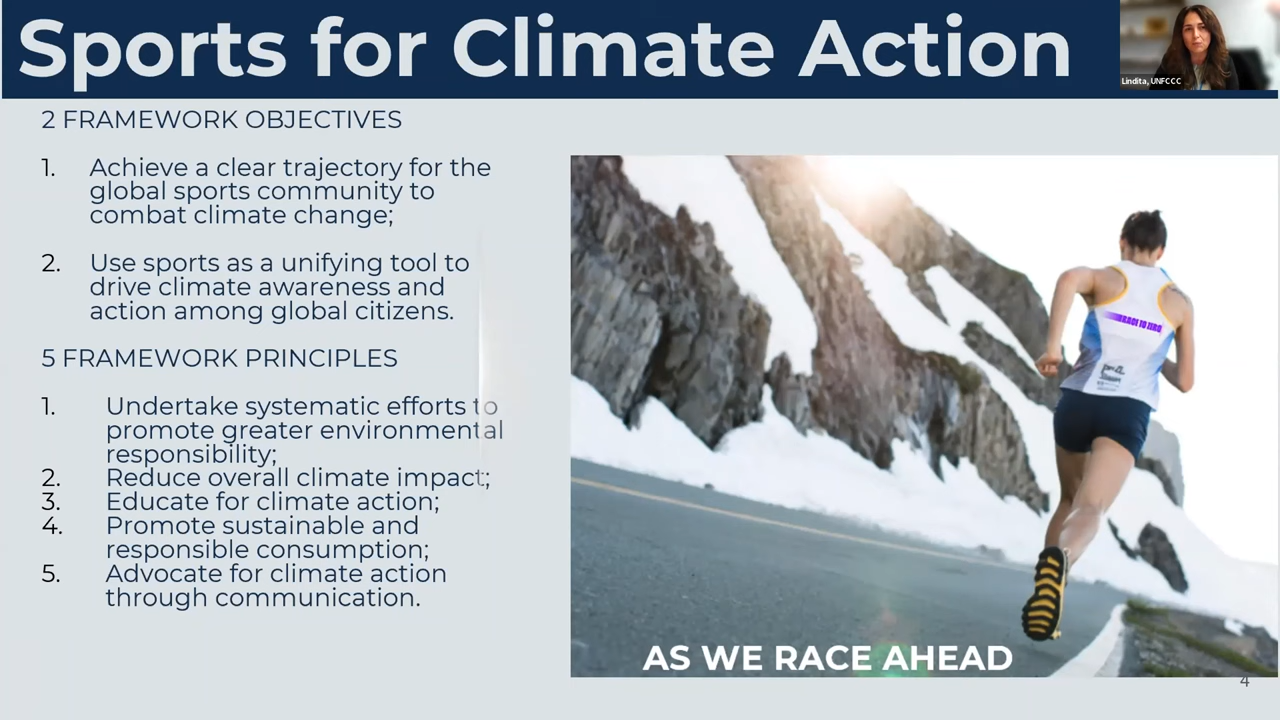 Sports for Climate Action
Lindita, UNFCCC
2 FRAMEWORK OBJECTIVES
1. Achieve a clear trajectory for the
global sports community to
combat climate change;
2. Use sports as a unifying tool to
drive climate awareness and
action among global citizens.
5 FRAMEWORK PRINCIPLES
1. Undertake systematic efforts to
promote greater environmental
responsibility;
2. Reduce overall climate impact;
3. Educate for climate action;
4. Promote sustainable and
responsible consumption;
5. Advocate for climate action
through communication.
RACE TO ZERO
AS WE RACE AHEAD
4